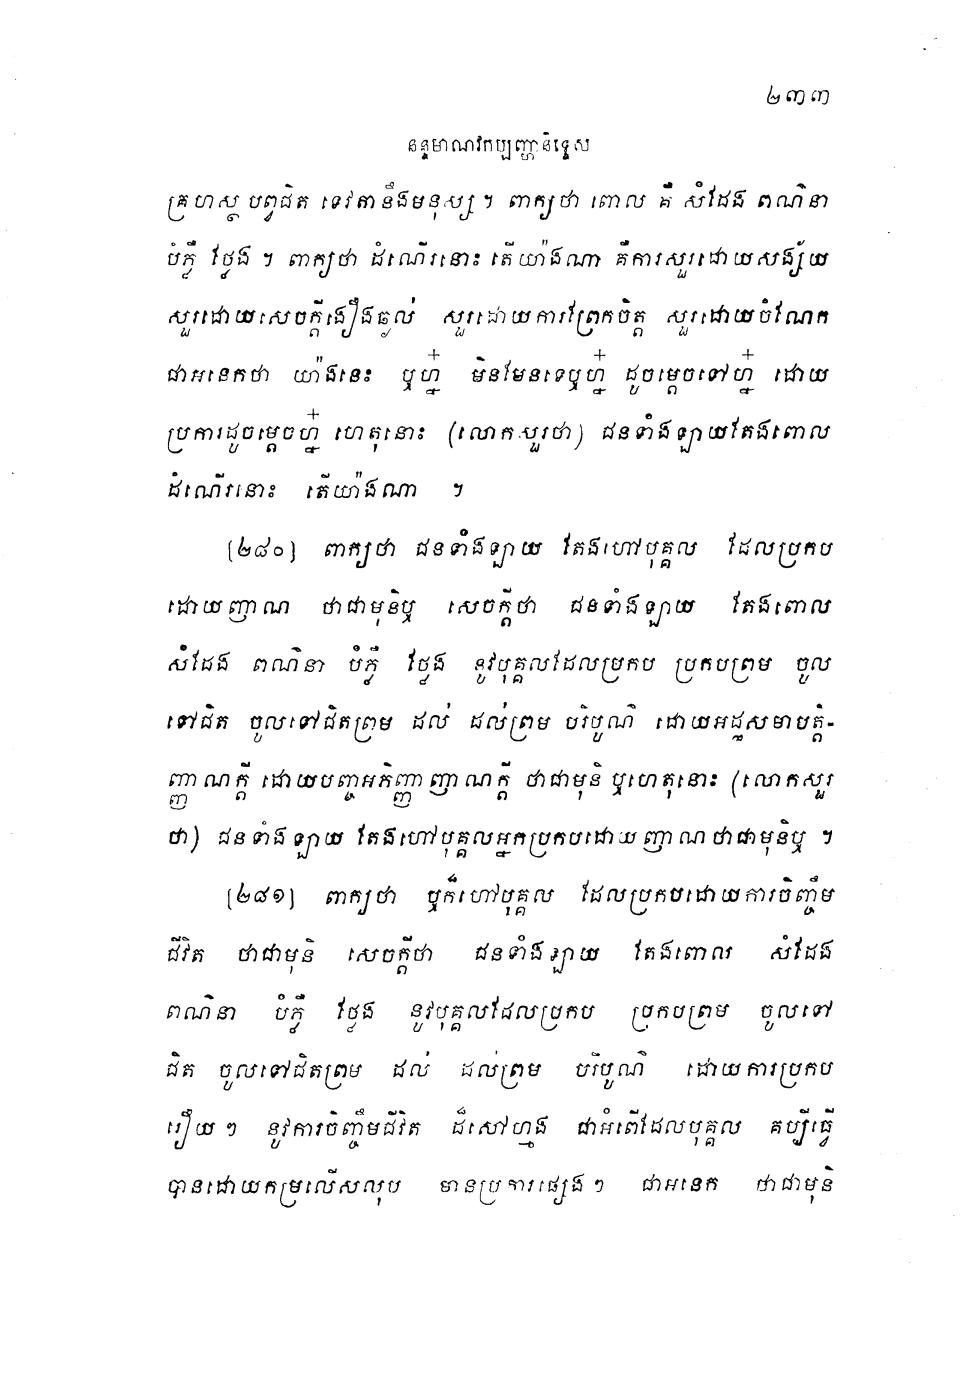 ២៣៣
នន្ទមាណវកប្បញ្ហានិទ្ទេស
គ្រហស្ថ បព្វជិត ទេវតានឹងមនុស្ស ។ ពាក្យថា ពោល គឺ សំដែង ពណ៌នា
បំភ្លឺ ថ្លែង ។ ពាក្យថា ដំណើរនោះ តើយ៉ាងណា គឺការសួរដោយសង្ស័យ
សួរដោយសេចក្តីងឿងឆ្ងល់ សួរដោយការព្រែកចិត្ត សួរដោយចំណែក
ជាអនេកថា យ៉ាងនេះ ឬហ្ន៎ មិនមែនទេឬហ្ន៎ ដូចម្តេចទៅហ្ន៎ ដោយ
ប្រការដូចម្តេចហ្ន៎ ហេតុនោះ (លោកសួរថា) ជនទាំងឡាយតែងពោល
ដំណើរនោះ តើយ៉ាងណា ។
[២៨០] ពាក្យថា ជនទាំងឡាយ តែងហៅបុគ្គល ដែលប្រកប
ដោយញាណ ថាជាមុនិឬ សេចក្តីថា ជនទាំងឡាយ តែងពោល
សំដែង ពណ៌នា បំភ្លឺ ថ្លែង នូវបុគ្គលដែលប្រកប ប្រកបព្រម ចូល
ទៅជិត ចូលទៅជិតព្រម ដល់ ដល់ព្រម បរិបូណ៌ ដោយអដ្ឋសមាបត្តិ-
ញ្ញាណក្តី ដោយបញ្ចអភិញ្ញាញាណក្តី ថាជាមុនិ ឬហេតុនោះ (លោកសួរ
ថា) ជនទាំងឡាយ តែងហៅបុគ្គលអ្នកប្រកបដោយញាណថាជាមុនិឬ ។
[២៨១] ពាក្យថា ឬក៏ហៅបុគ្គល ដែលប្រកបដោយការចិញ្ចឹម
ជីវិត ថាជាមុនិ សេចក្តីថា ជនទាំងឡាយ តែងពោល សំដែង
ពណ៌នា បំភ្លឺ ថ្លែង នូវបុគ្គលដែលប្រកប ប្រកបព្រម ចូលទៅ
ជិត ចូលទៅជិតព្រម ដល់ ដល់ព្រម បរិបូណ៌ ដោយការប្រកប
រឿយ ៗ នូវការចិញ្ចឹមជីវិត ដ៏សៅហ្មង ជាអំពើដែលបុគ្គល គប្បីធ្វើ
បានដោយកម្រលើសលុប មានប្រការផ្សេង ៗ ជាអនេក ថាជាមុនិ